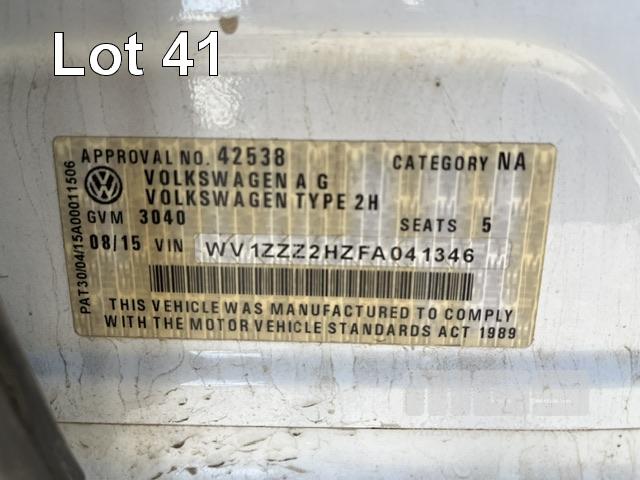 Lot 41
APPROVAL NO. 42538 CATEGORY NA
VOLKSWAGEN A G
VOLKSWAGEN TYPE 2H
GVM 3040 SEATS 5
08/15 VIN WV1ZZZ2HZFA041346
THIS VEHICLE WAS MANUFACTURED TO COMPLY
WITH THE MOTOR VEHICLE STANDARDS ACT 1989
PAT30/04/15A00011506